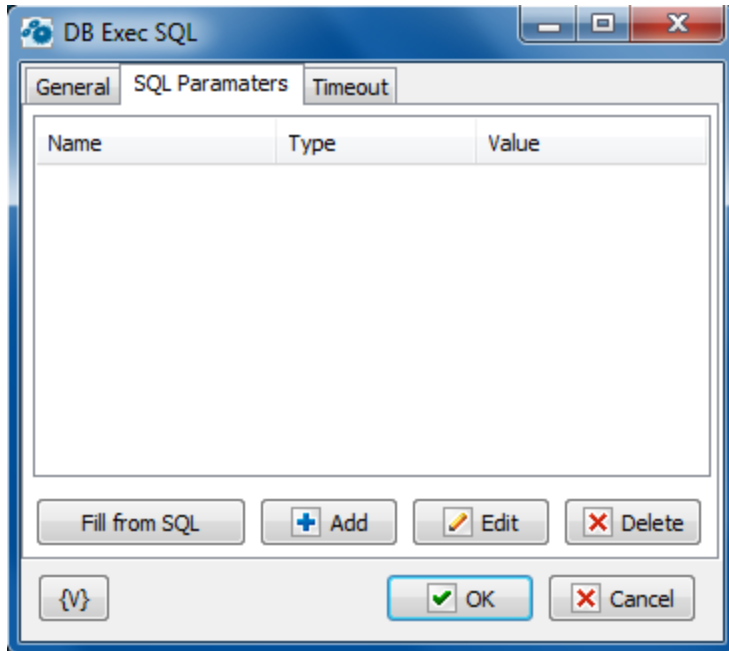 DB Exec SQL
General SQL Paramaters Timeout
Name Type Value
Fill from SQL Add Edit Delete
{V} OK Cancel